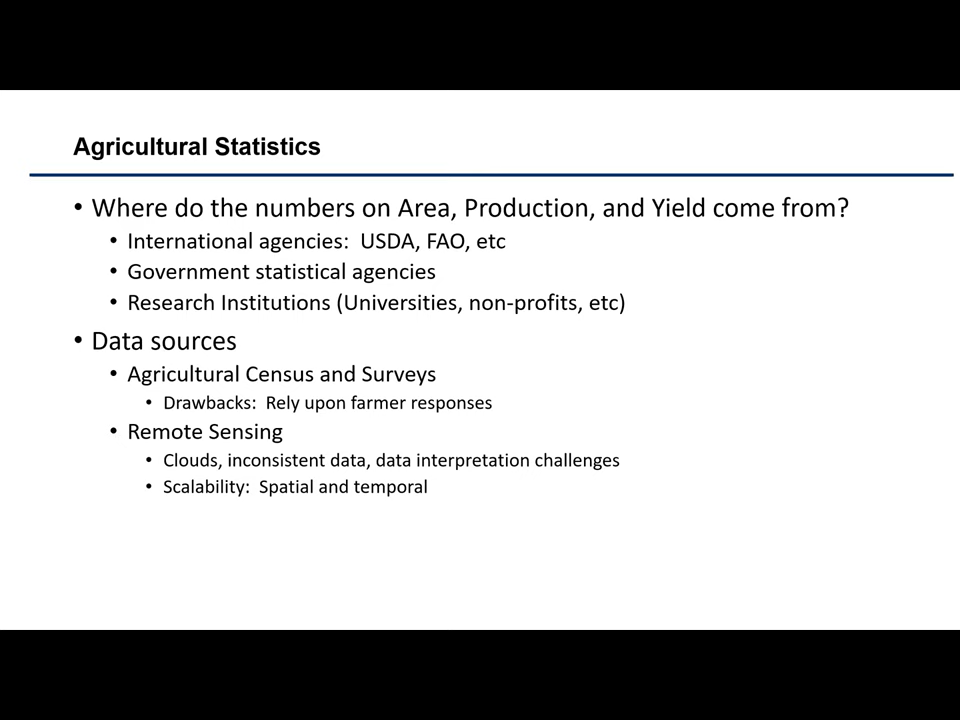 Agricultural Statistics
• Where do the numbers on Area, Production, and Yield come from?
• International agencies:  USDA, FAO, etc
• Government statistical agencies
• Research Institutions (Universities, non-profits, etc)
• Data sources
• Agricultural Census and Surveys
• Drawbacks:  Rely upon farmer responses
• Remote Sensing
• Clouds, inconsistent data, data interpretation challenges
• Scalability:  Spatial and temporal